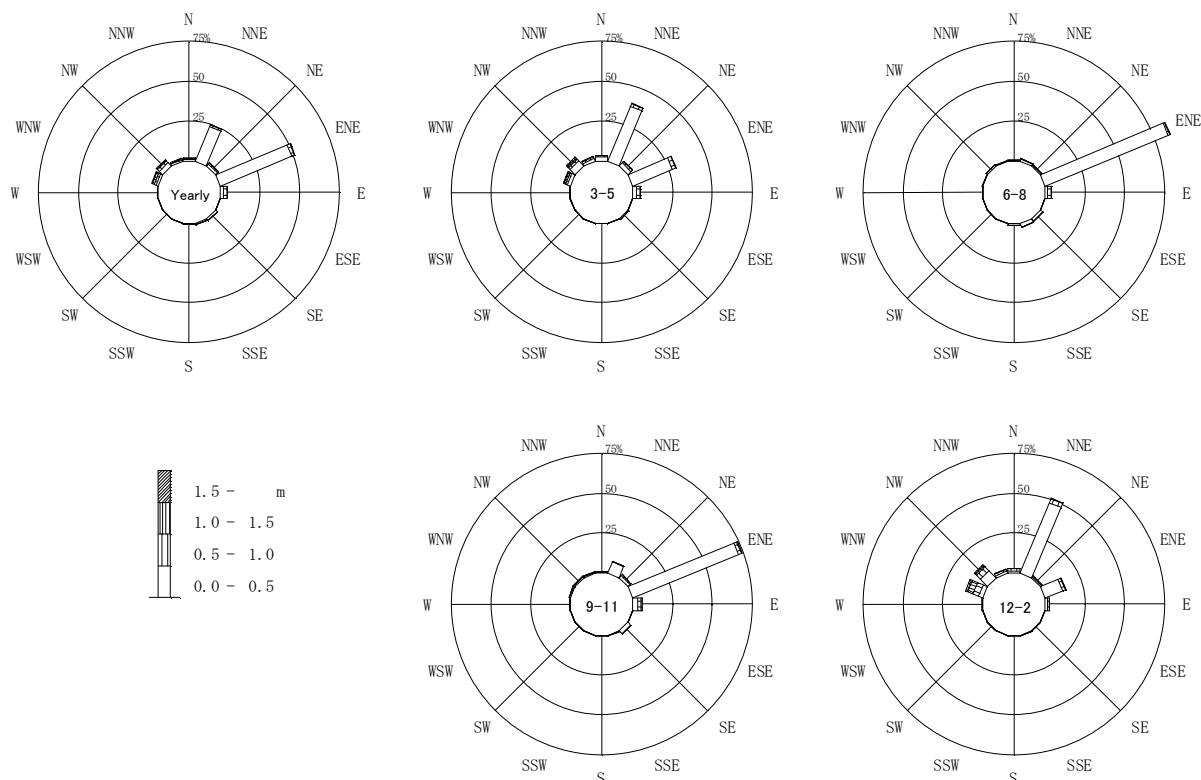 N
NNW NNE
75%
NW NE
50
WNW ENE
25
W Yearly E
WSW ESE
SW SE
SSW SSE
S
N
NNW NNE
75%
NW NE
50
WNW ENE
25
W 3-5 E
WSW ESE
SW SE
SSW SSE
S
N
NNW NNE
75%
NW NE
50
WNW ENE
25
W 6-8 E
WSW ESE
SW SE
SSW SSE
S
1.5 - m
1.0 - 1.5
0.5 - 1.0
0.0 - 0.5
N
NNW NNE
75%
NW NE
50
WNW ENE
25
W 9-11 E
WSW ESE
SW SE
SSW SSE
S
N
NNW NNE
75%
NW NE
50
WNW ENE
25
W 12-2 E
WSW ESE
SW SE
SSW SSE
S